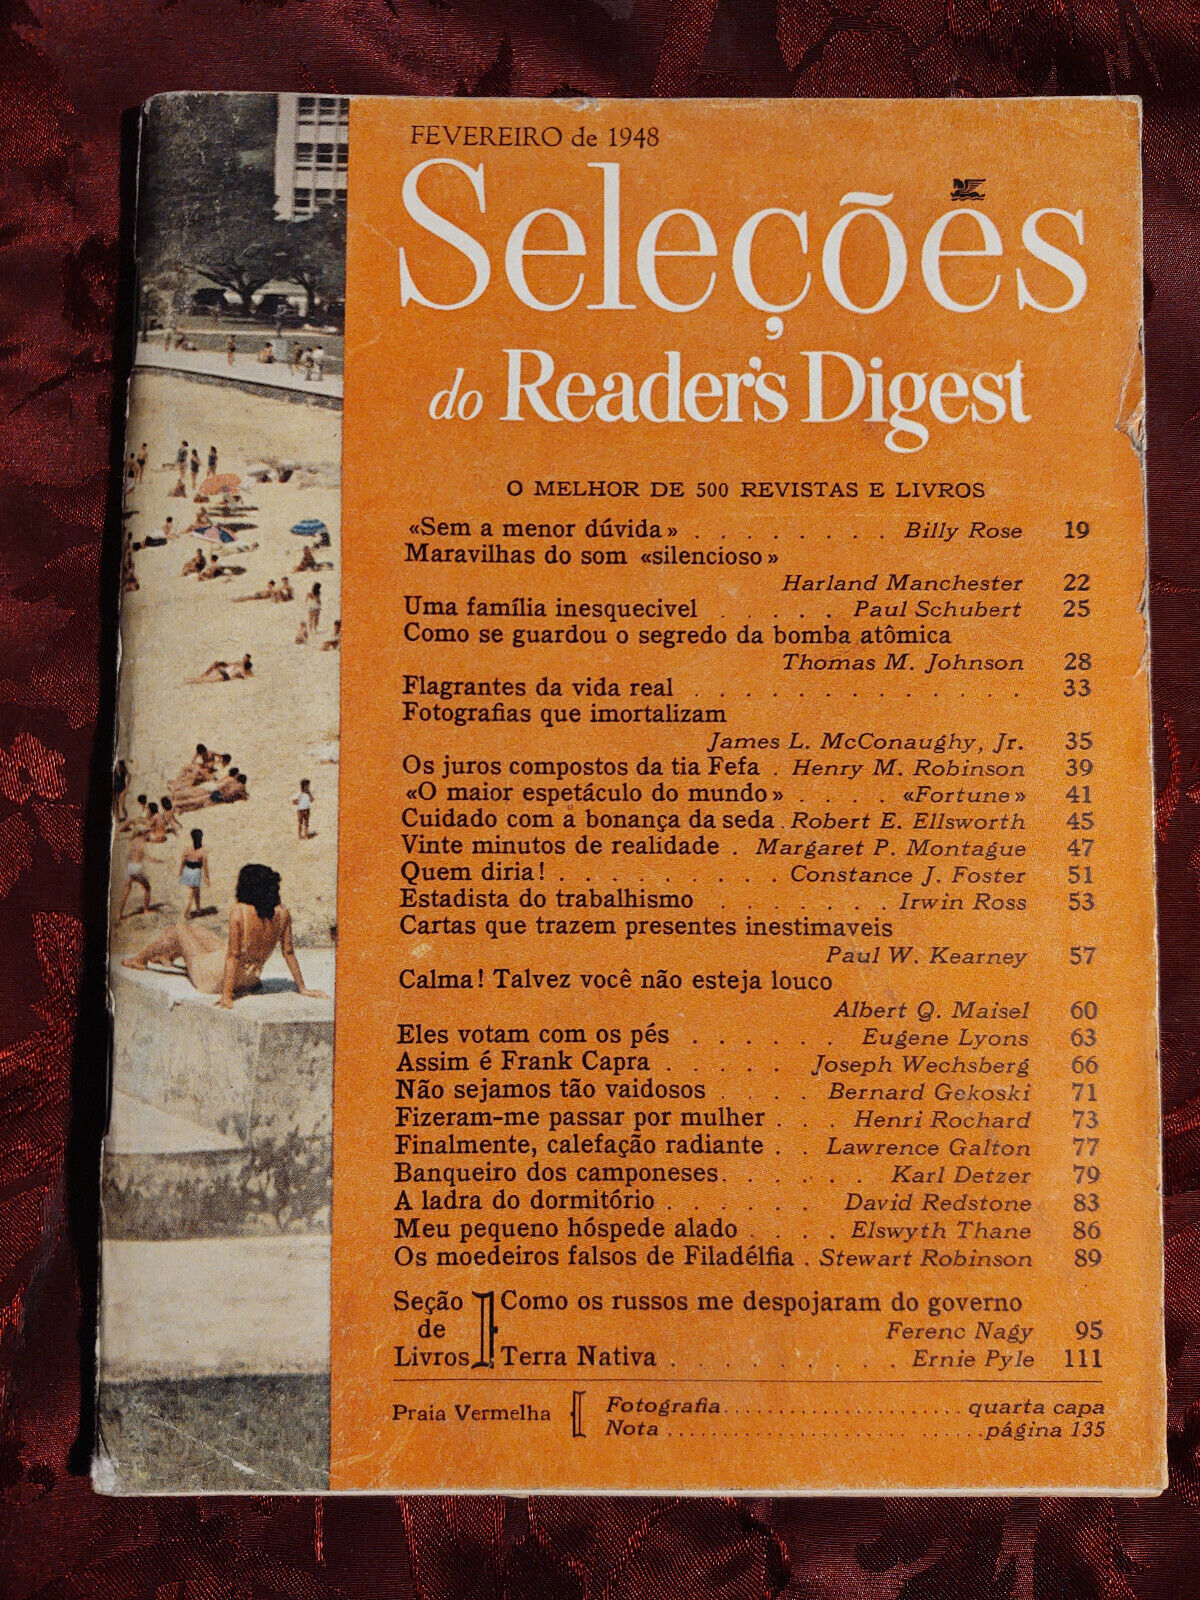 FEVEREIRO de 1948
Seleções
do Reader's Digest
O MELHOR DE 500 REVISTAS E LIVROS
«Sem a menor dúvida» . . . . . . . . Billy Rose 19
Maravilhas do som «silencioso»
Harland Manchester 22
Uma família inesquecivel . . . . . Paul Schubert 25
Como se guardou o segredo da bomba atômica
Thomas M. Johnson 28
Flagrantes da vida real . . . . . . . . . . . . . 33
Fotografias que imortalizam
James L. McConaughy, Jr. 35
Os juros compostos da tia Fefa . Henry M. Robinson 39
«O maior espetáculo do mundo» . . . . «Fortune» 41
Cuidado com a bonança da seda . Robert E. Ellsworth 45
Vinte minutos de realidade . Margaret P. Montague 47
Quem diria! . . . . . . . . . Constance J. Foster 51
Estadista do trabalhismo . . . . . . . Irwin Ross 53
Cartas que trazem presentes inestimaveis
Paul W. Kearney 57
Calma! Talvez você não esteja louco
Albert Q. Maisel 60
Eles votam com os pés . . . . . . Eugene Lyons 63
Assim é Frank Capra . . . . . Joseph Wechsberg 66
Não sejamos tão vaidosos . . . . Bernard Gekoski 71
Fizeram-me passar por mulher . . . Henri Rochard 73
Finalmente, calefação radiante . . Lawrence Galton 77
Banqueiro dos camponeses. . . . . . Karl Detzer 79
A ladra do dormitório . . . . . . David Redstone 83
Meu pequeno hóspede alado . . . . Elswyth Thane 86
Os moedeiros falsos de Filadélfia . Stewart Robinson 89
Seção de Livros
Como os russos me despojaram do governo
Ferenc Nagy 95
Terra Nativa . . . . . . . . . . Ernie Pyle 111
Praia Vermelha
Fotografia...................... quarta capa
Nota .............................página 135